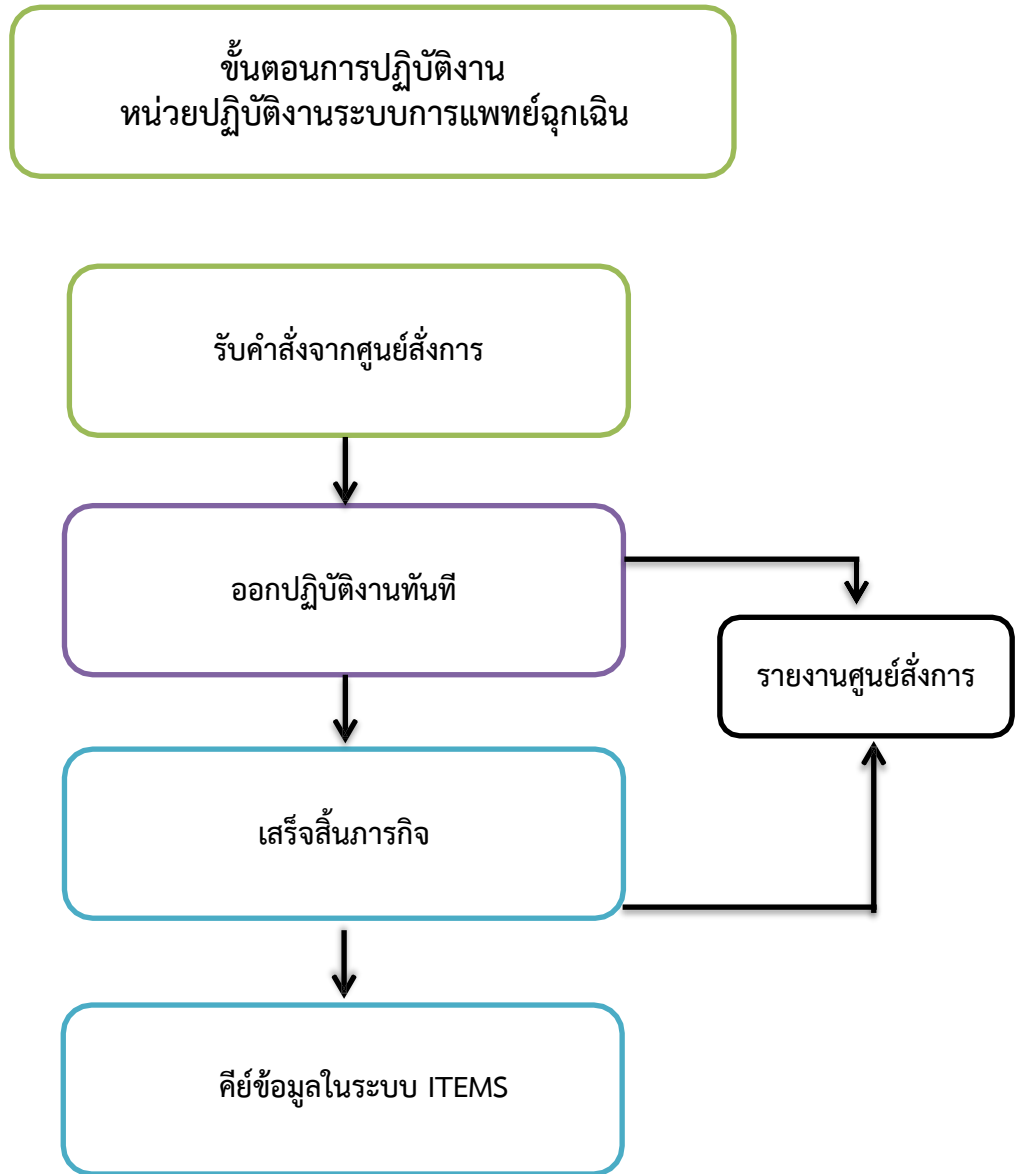 ขั้นตอนการปฏิบัติงาน
หน่วยปฏิบัติงานระบบการแพทย์ฉุกเฉิน
รับคำสั่งจากศูนย์สั่งการ
ออกปฏิบัติงานทันที
รายงานศูนย์สั่งการ
เสร็จสิ้นภารกิจ
คีย์ข้อมูลในระบบ ITEMS